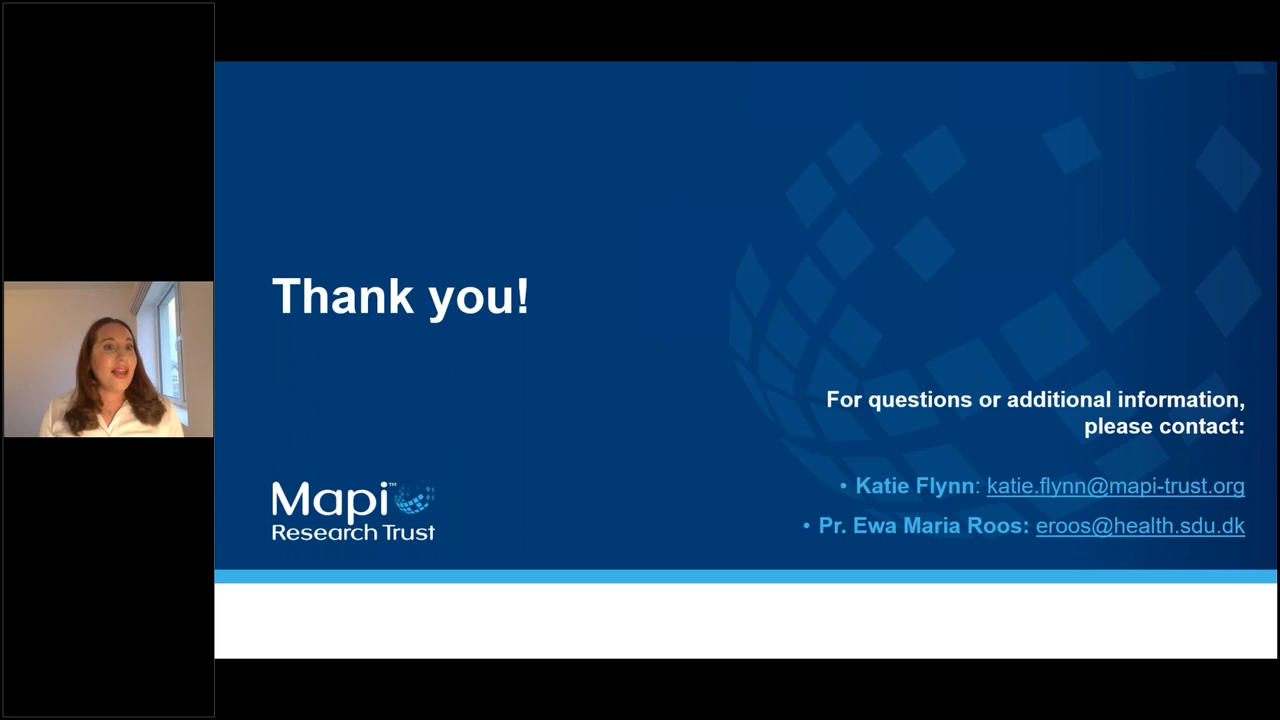 Thank you!
For questions or additional information,
please contact:
• Katie Flynn: katie.flynn@mapi-trust.org
• Pr. Ewa Maria Roos: eroos@health.sdu.dk
Mapi™
Research Trust